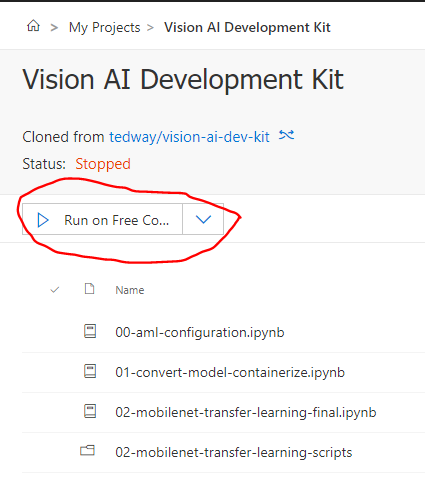 > My Projects > Vision AI Development Kit
Vision AI Development Kit
Cloned from tedway/vision-ai-dev-kit
Status: Stopped
Run on Free Co...
Name
00-aml-configuration.ipynb
01-convert-model-containerize.ipynb
02-mobilenet-transfer-learning-final.ipynb
02-mobilenet-transfer-learning-scripts